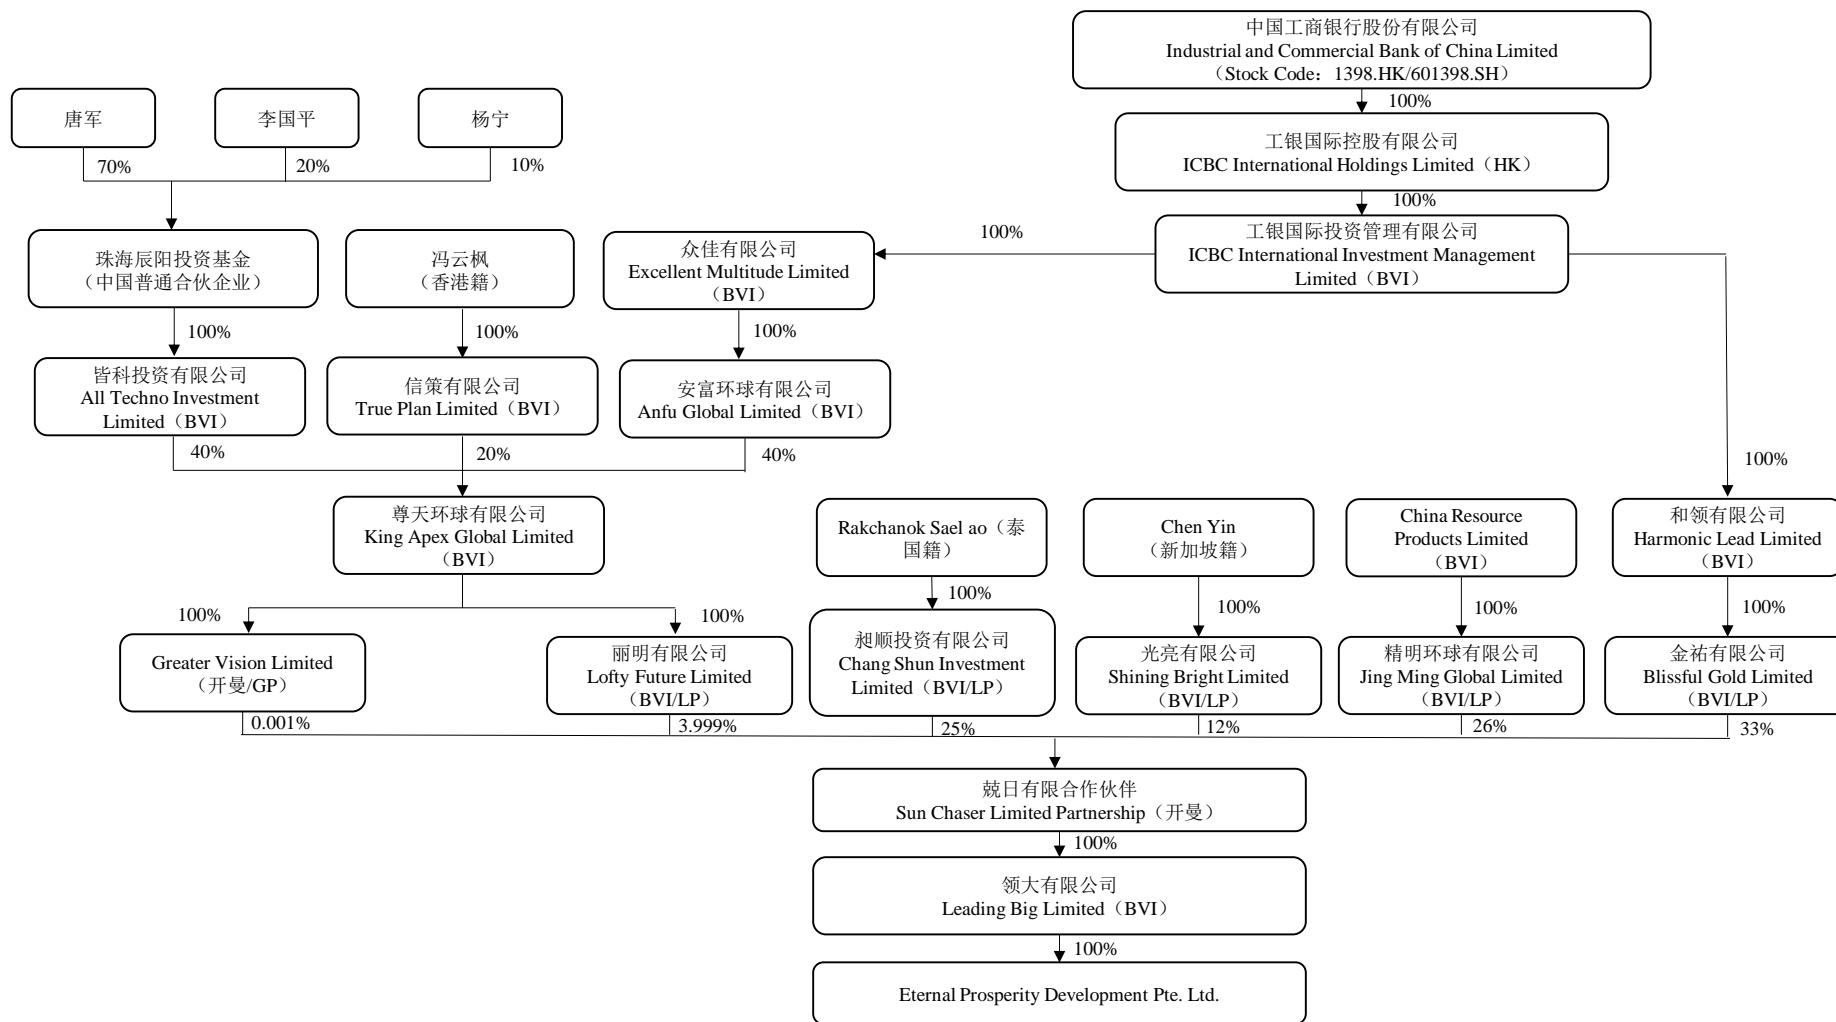 中国工商银行股份有限公司
Industrial and Commercial Bank of China Limited
（Stock Code：1398.HK/601398.SH）
100%
唐军
李国平
杨宁
70%
20%
10%
工银国际控股有限公司
ICBC International Holdings Limited（HK）
100%
珠海辰阳投资基金
（中国普通合伙企业）
冯云枫
（香港籍）
众佳有限公司
Excellent Multitude Limited
（BVI）
100%
工银国际投资管理有限公司
ICBC International Investment Management
Limited（BVI）
100%
100%
100%
皆科投资有限公司
All Techno Investment
Limited（BVI）
信策有限公司
True Plan Limited（BVI）
安富环球有限公司
Anfu Global Limited（BVI）
40%
20%
40%
100%
尊天环球有限公司
King Apex Global Limited
（BVI）
Rakchanok Sael ao（泰
国籍）
Chen Yin
（新加坡籍）
China Resource
Products Limited
（BVI）
和领有限公司
Harmonic Lead Limited
（BVI）
100%
100%
100%
100%
100%
100%
Greater Vision Limited
（开曼/GP）
丽明有限公司
Lofty Future Limited
（BVI/LP）
昶顺投资有限公司
Chang Shun Investment
Limited（BVI/LP）
光亮有限公司
Shining Bright Limited
（BVI/LP）
精明环球有限公司
Jing Ming Global Limited
（BVI/LP）
金祐有限公司
Blissful Gold Limited
（BVI/LP）
0.001%
3.999%
25%
12%
26%
33%
兢日有限合作伙伴
Sun Chaser Limited Partnership（开曼）
100%
领大有限公司
Leading Big Limited（BVI）
100%
Eternal Prosperity Development Pte. Ltd.